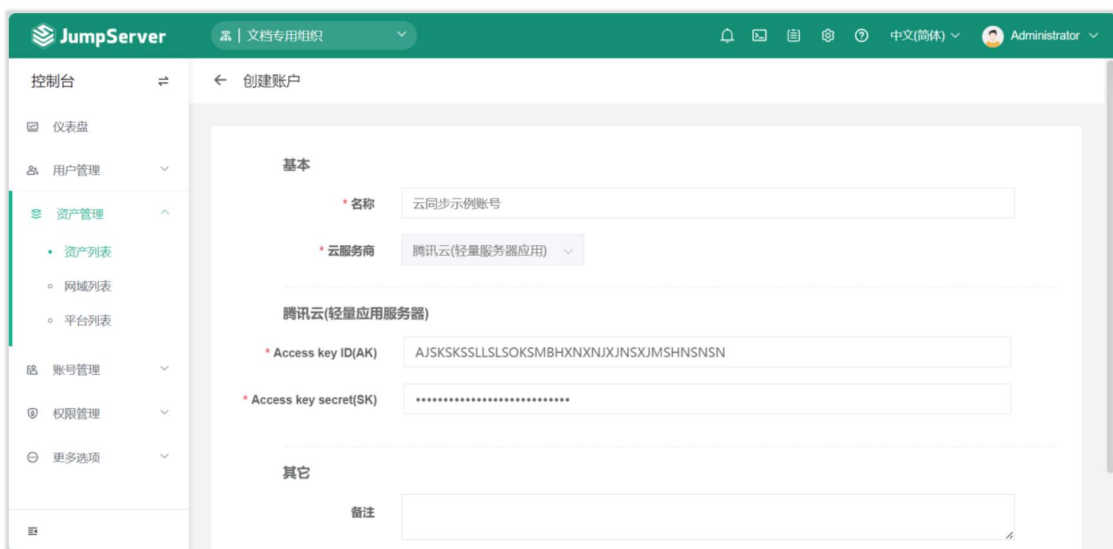 JumpServer
文档专用组织
中文(简体)
Administrator
控制台
创建账户
仪表盘
用户管理
资产管理
资产列表
网域列表
平台列表
账号管理
权限管理
更多选项
基本
* 名称
云同步示例账号
* 云服务商
腾讯云(轻量服务器应用)
腾讯云(轻量应用服务器)
* Access key ID(AK)
AJSKSKSSLLSLSOKSMBHXNXNJXJNSXJMSHNSNSN
* Access key secret(SK)
••••••••••••••••••••••••••••
其它
备注